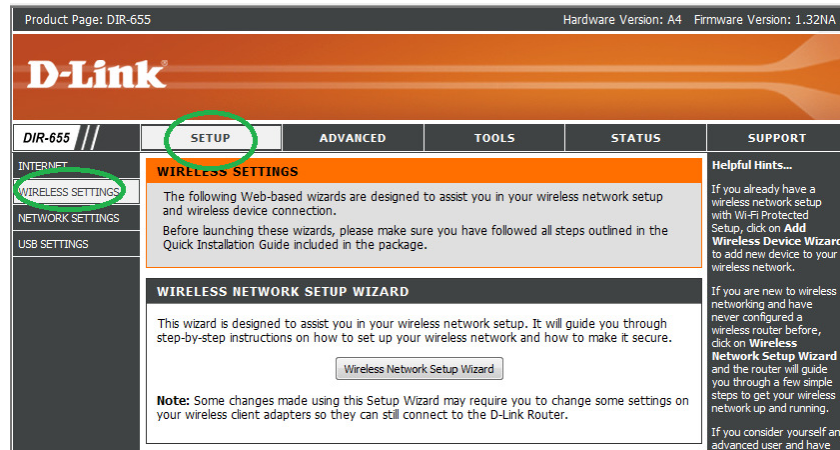 Product Page: DIR-655
Hardware Version: A4 Firmware Version: 1.32NA
D-Link
DIR-655
SETUP
ADVANCED
TOOLS
STATUS
SUPPORT
INTERNET
WIRELESS SETTINGS
NETWORK SETTINGS
USB SETTINGS
WIRELESS SETTINGS
The following Web-based wizards are designed to assist you in your wireless network setup
and wireless device connection.
Before launching these wizards, please make sure you have followed all steps outlined in the
Quick Installation Guide included in the package.
WIRELESS NETWORK SETUP WIZARD
This wizard is designed to assist you in your wireless network setup. It will guide you through
step-by-step instructions on how to set up your wireless network and how to make it secure.
Wireless Network Setup Wizard
Note: Some changes made using this Setup Wizard may require you to change some settings on
your wireless client adapters so they can still connect to the D-Link Router.
Helpful Hints...
If you already have a
wireless network setup
with Wi-Fi Protected
Setup, click on Add
Wireless Device Wizard
to add new device to your
wireless network.
If you are new to wireless
networking and have
never configured a
wireless router before,
click on Wireless
Network Setup Wizard
and the router will guide
you through a few simple
steps to get your wireless
network up and running.
If you consider yourself an
advanced user and have